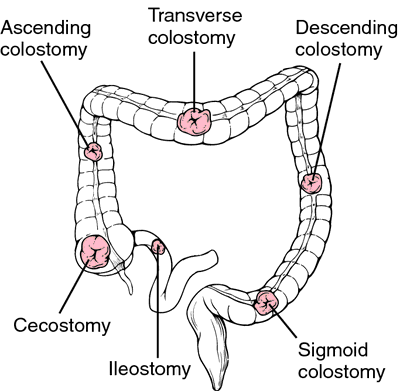 Ascending
colostomy
Transverse
colostomy
Descending
colostomy
Cecostomy
Ileostomy
Sigmoid
colostomy